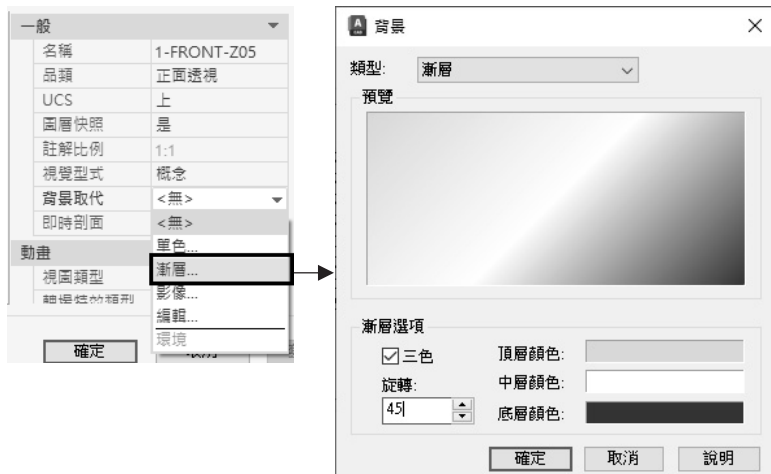 一般
名稱 1-FRONT-Z05
品類 正面透視
UCS 上
圖層快照 是
註解比例 1:1
視覺型式 概念
背景取代 <無>
即時剖面 <無>
單色...
動畫
漸層...
視圖類型
影像...
編輯...
環境
確定
背景
類型: 漸層
預覽
漸層選項
三色 頂層顏色:
旋轉: 中層顏色:
45 底層顏色:
確定 取消 說明